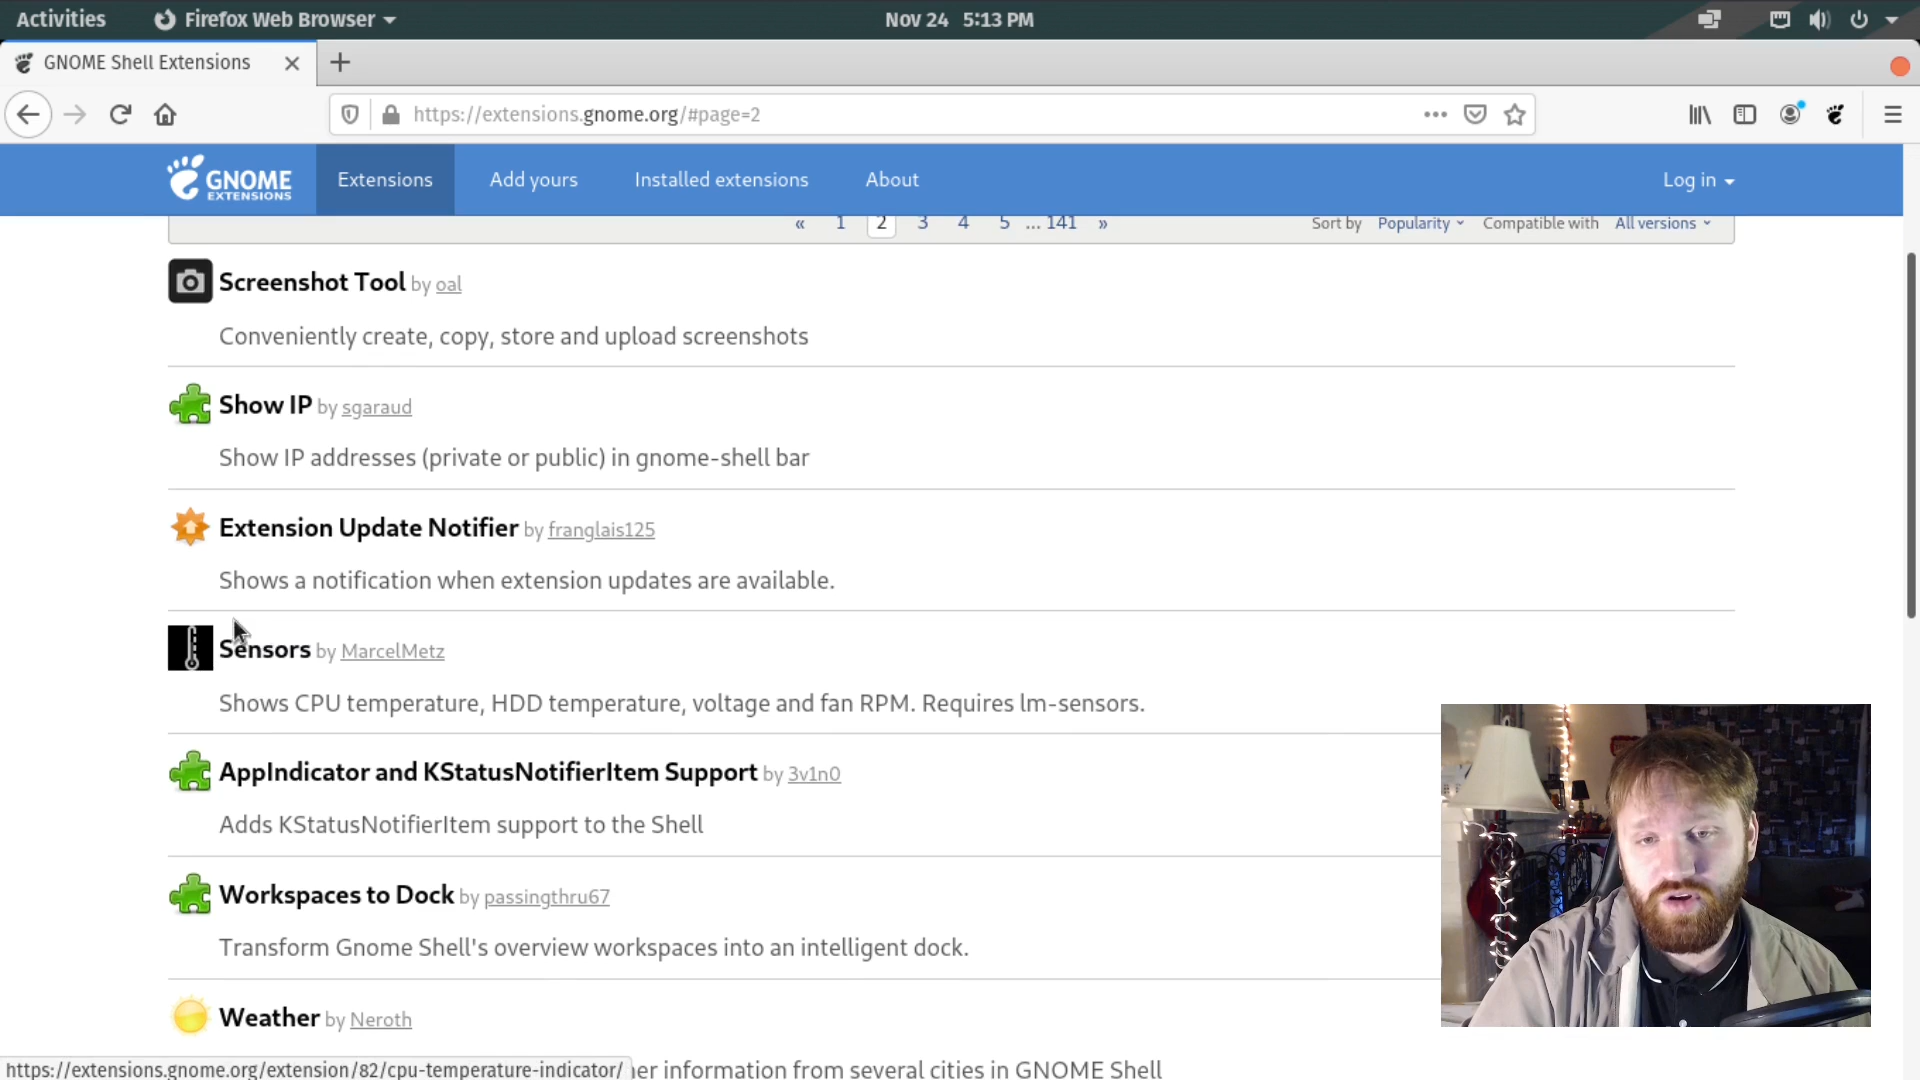 Activities Firefox Web Browser Nov 24 5:13 PM
GNOME Shell Extensions
https://extensions.gnome.org/#page=2
GNOME EXTENSIONS Extensions Add yours Installed extensions About Log in
« 1 2 3 4 5 ... 141 » Sort by Popularity Compatible with All versions
Screenshot Tool by oal
Conveniently create, copy, store and upload screenshots
Show IP by sgaraud
Show IP addresses (private or public) in gnome-shell bar
Extension Update Notifier by franglais125
Shows a notification when extension updates are available.
Sensors by MarcelMetz
Shows CPU temperature, HDD temperature, voltage and fan RPM. Requires lm-sensors.
AppIndicator and KStatusNotifierItem Support by 3v1n0
Adds KStatusNotifierItem support to the Shell
Workspaces to Dock by passingthru67
Transform Gnome Shell's overview workspaces into an intelligent dock.
Weather by Neroth
https://extensions.gnome.org/extension/82/cpu-temperature-indicator/ her information from several cities in GNOME Shell